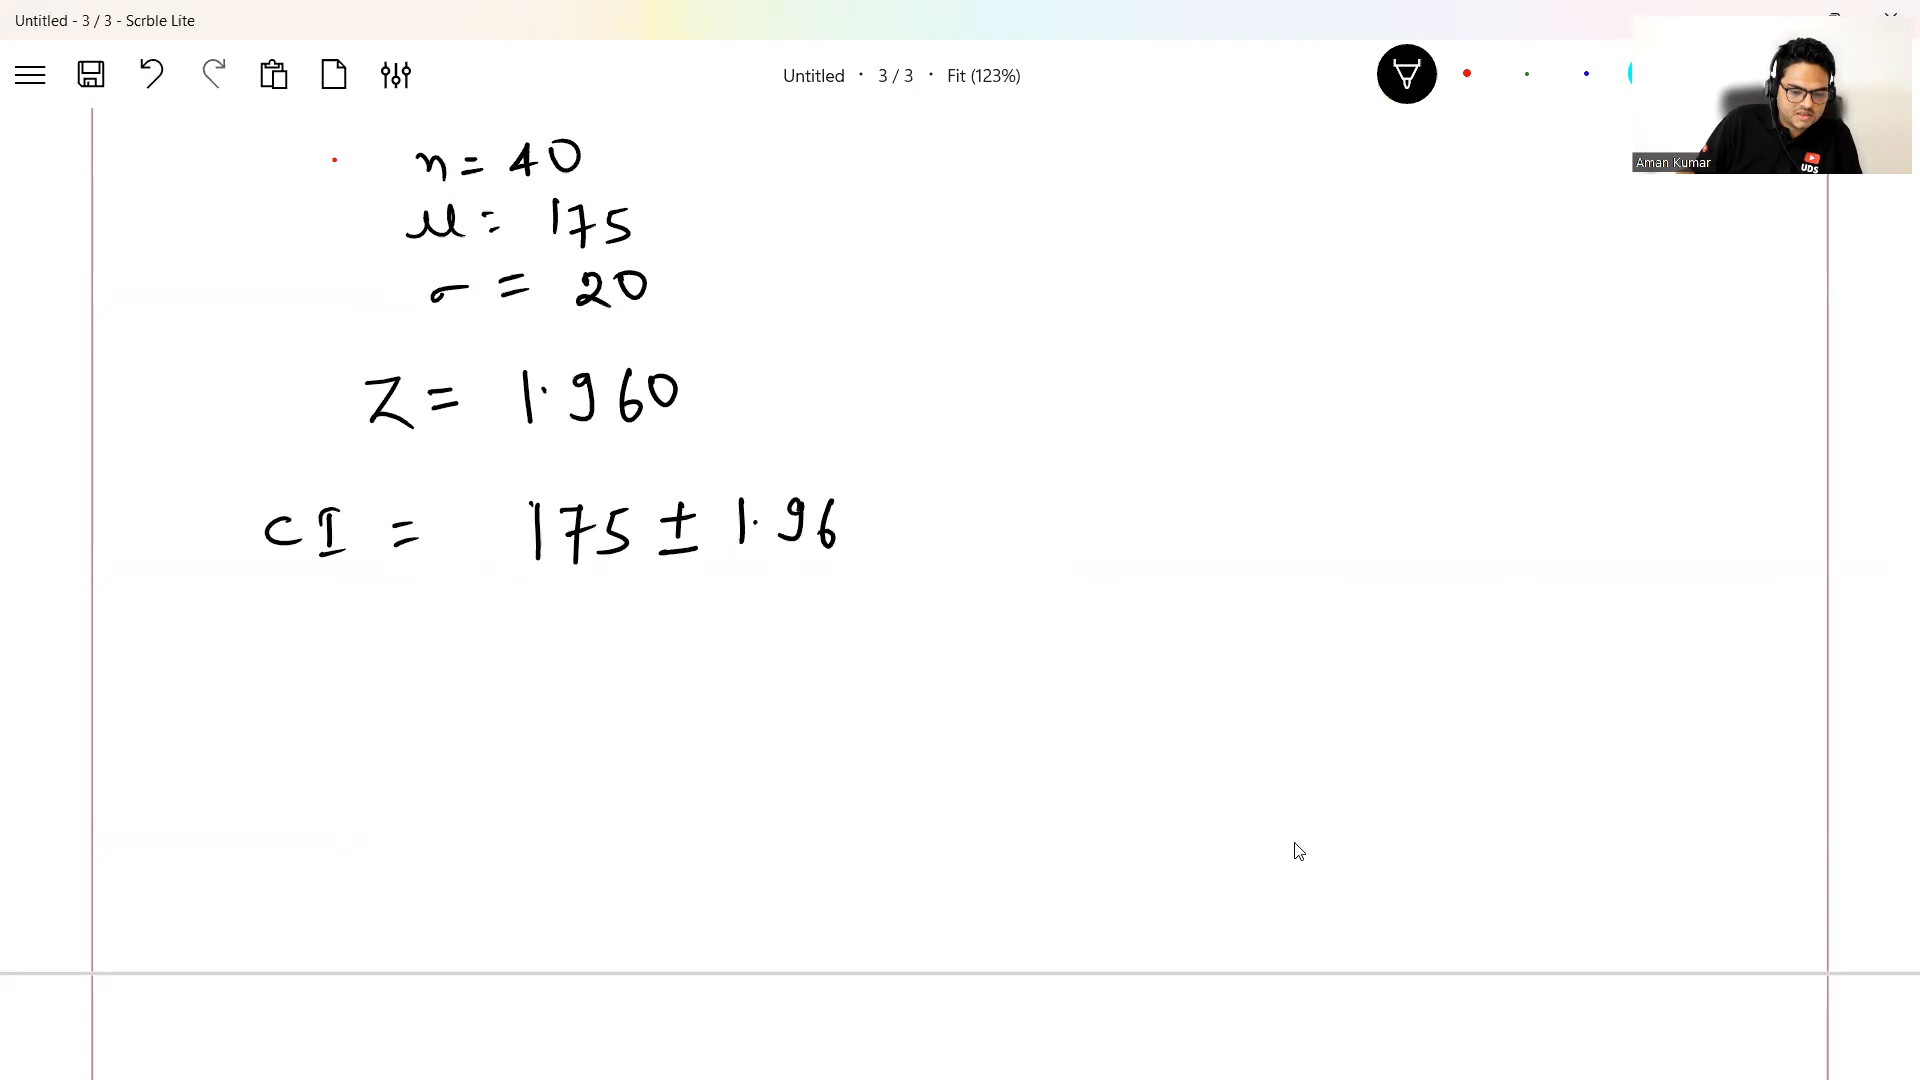 Untitled - 3 / 3 - Scrble Lite
Untitled • 3 / 3 • Fit (123%)
Aman Kumar
UDS
n = 40
μ = 175
σ = 20
Z = 1.960
CI = 175 ± 1.96